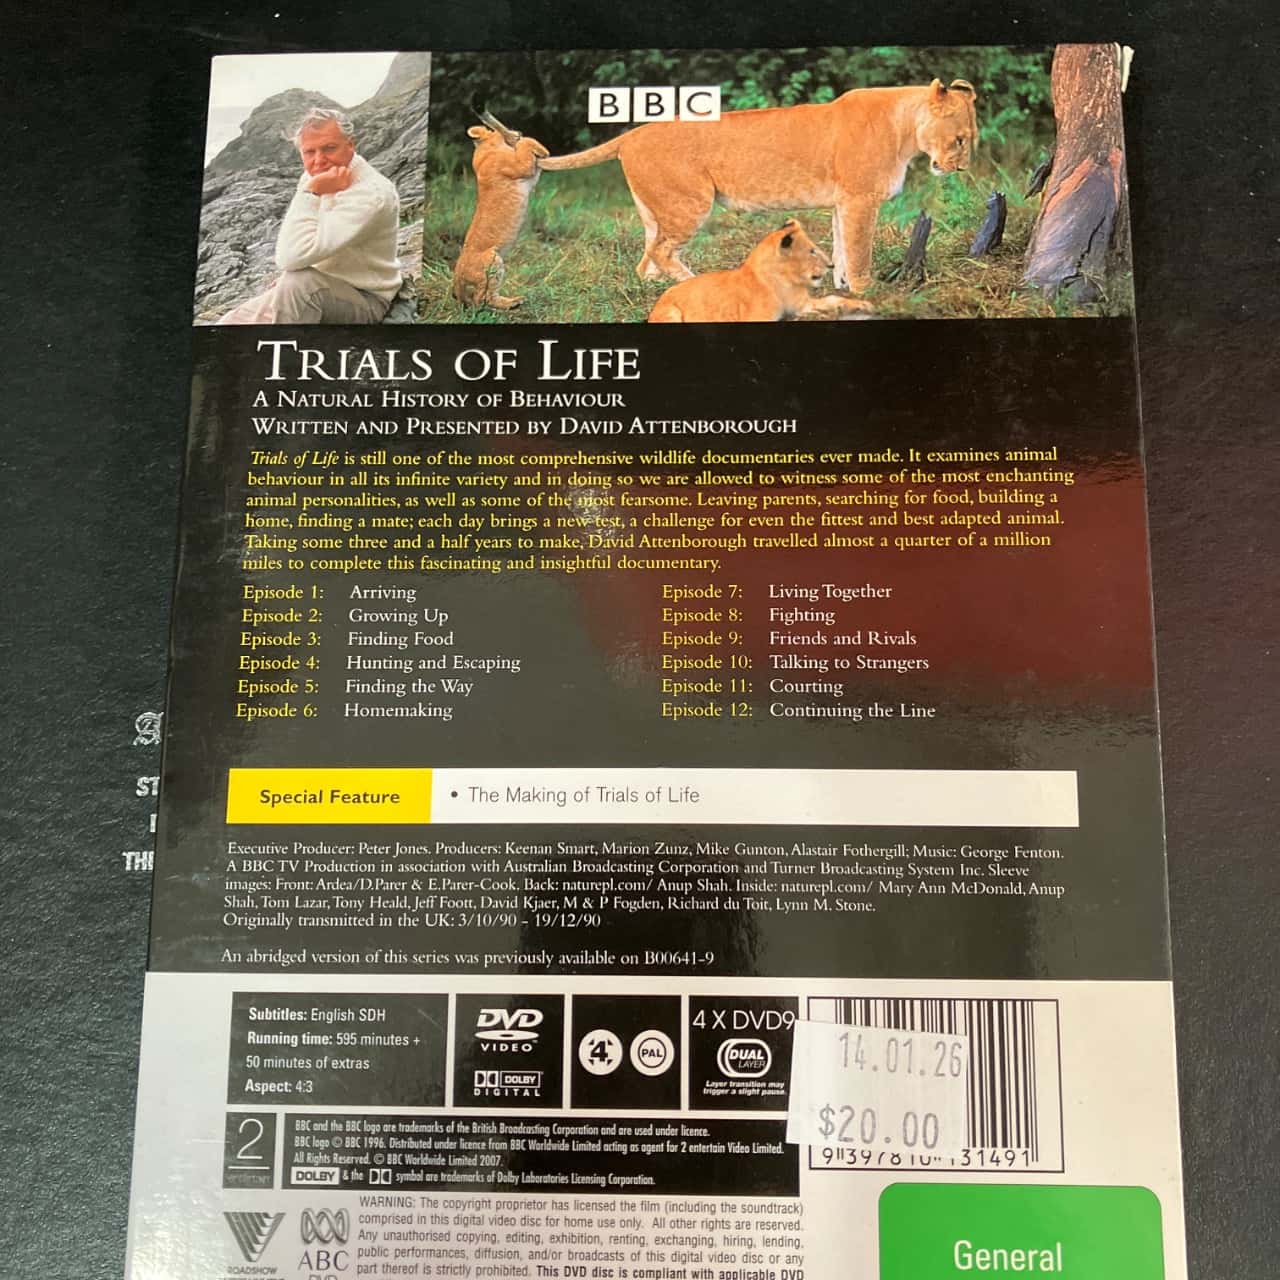 BBC
TRIALS OF LIFE
A NATURAL HISTORY OF BEHAVIOUR
WRITTEN AND PRESENTED BY DAVID ATTENBOROUGH
Trials of Life is still one of the most comprehensive wildlife documentaries ever made. It examines animal
behaviour in all its infinite variety and in doing so we are allowed to witness some of the most enchanting
animal personalities, as well as some of the most fearsome. Leaving parents, searching for food, building a
home, finding a mate; each day brings a new test, a challenge for even the fittest and best adapted animal.
Taking some three and a half years to make, David Attenborough travelled almost a quarter of a million
miles to complete this fascinating and insightful documentary.
Episode 1: Arriving
Episode 2: Growing Up
Episode 3: Finding Food
Episode 4: Hunting and Escaping
Episode 5: Finding the Way
Episode 6: Homemaking
Episode 7: Living Together
Episode 8: Fighting
Episode 9: Friends and Rivals
Episode 10: Talking to Strangers
Episode 11: Courting
Episode 12: Continuing the Line
Special Feature • The Making of Trials of Life
Executive Producer: Peter Jones. Producers: Keenan Smart, Marion Zunz, Mike Gunton, Alastair Fothergill; Music: George Fenton.
A BBC TV Production in association with Australian Broadcasting Corporation and Turner Broadcasting System Inc. Sleeve
images: Front: Ardea/D.Parer & E.Parer-Cook. Back: naturepl.com/ Anup Shah. Inside: naturepl.com/ Mary Ann McDonald, Anup
Shah, Tom Lazar, Tony Heald, Jeff Foott, David Kjaer, M & P Fogden, Richard du Toit, Lynn M. Stone.
Originally transmitted in the UK: 3/10/90 - 19/12/90
An abridged version of this series was previously available on B00641-9
ST
THE
Subtitles: English SDH
Running time: 595 minutes +
50 minutes of extras
Aspect: 4:3
DVD
VIDEO
DOLBY
DIGITAL
4
PAL
4 X DVD9
DUAL
LAYER
Layer transition may
trigger a slight pause
14.01.26
$20.00
31491
2
BBC and the BBC logo are trademarks of the British Broadcasting Corporation and are used under licence.
BBC logo © BBC 1996. Distributed under licence from BBC Worldwide Limited acting as agent for 2 entertain Video Limited.
All Rights Reserved. © BBC Worldwide Limited 2007.
DOLBY & the symbol are trademarks of Dolby Laboratories Licensing Corporation.
ROADSHOW
ABC
DVD
WARNING: The copyright proprietor has licensed the film (including the soundtrack)
comprised in this digital video disc for home use only. All other rights are reserved.
Any unauthorised copying, editing, exhibition, renting, exchanging, hiring, lending,
public performances, diffusion, and/or broadcasts of this digital video disc or any
part thereof is strictly prohibited. This DVD disc is compliant with applicable DVD
General